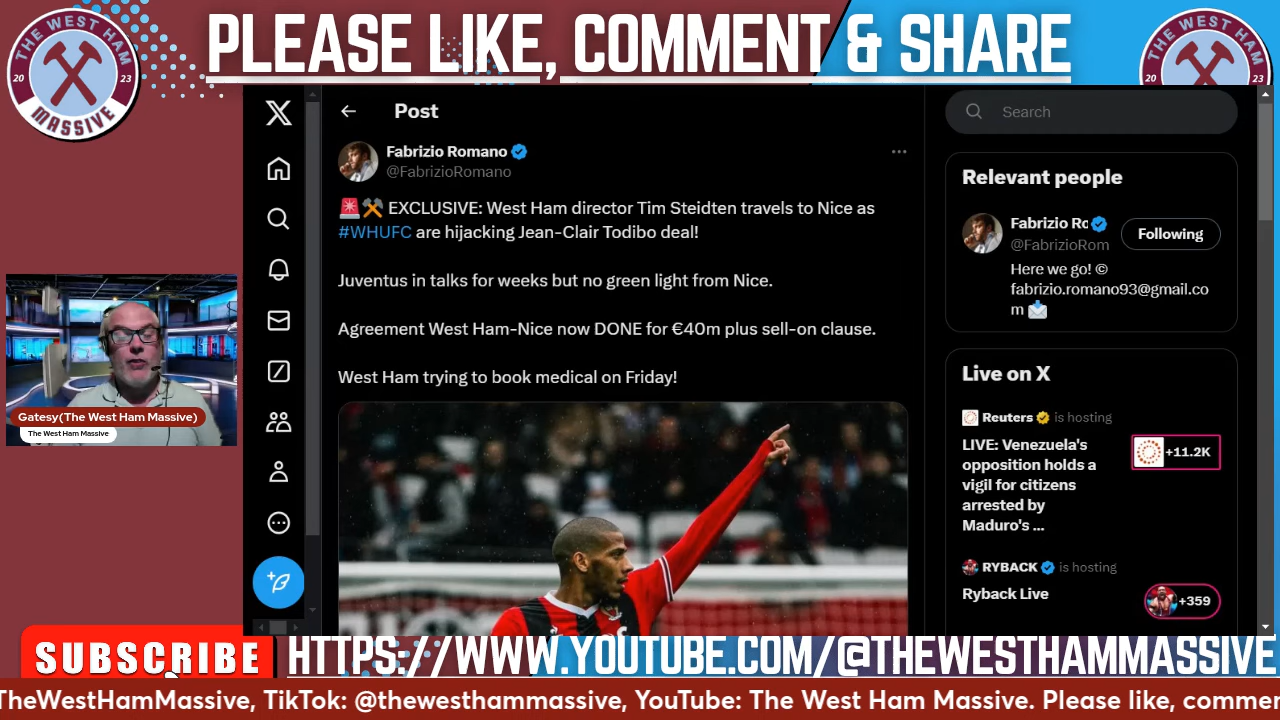 PLEASE LIKE, COMMENT & SHARE
THE WEST HAM
20 23
MASSIVE
THE WEST HAM
20 23
Post
Search
Fabrizio Romano
@FabrizioRomano
EXCLUSIVE: West Ham director Tim Steidten travels to Nice as
#WHUFC are hijacking Jean-Clair Todibo deal!
Juventus in talks for weeks but no green light from Nice.
Agreement West Ham-Nice now DONE for €40m plus sell-on clause.
West Ham trying to book medical on Friday!
Relevant people
Fabrizio Ro
@FabrizioRom
Following
Here we go! ©
fabrizio.romano93@gmail.co
m
Live on X
Reuters is hosting
LIVE: Venezuela's
opposition holds a
vigil for citizens
arrested by
Maduro's ...
+11.2K
RYBACK is hosting
Ryback Live
+359
Gatesy(The West Ham Massive)
The West Ham Massive
SUBSCRIBE
HTTPS://WWW.YOUTUBE.COM/@THEWESTHAMMASSIVE
TheWestHamMassive, TikTok: @thewesthammassive, YouTube: The West Ham Massive. Please like, commen